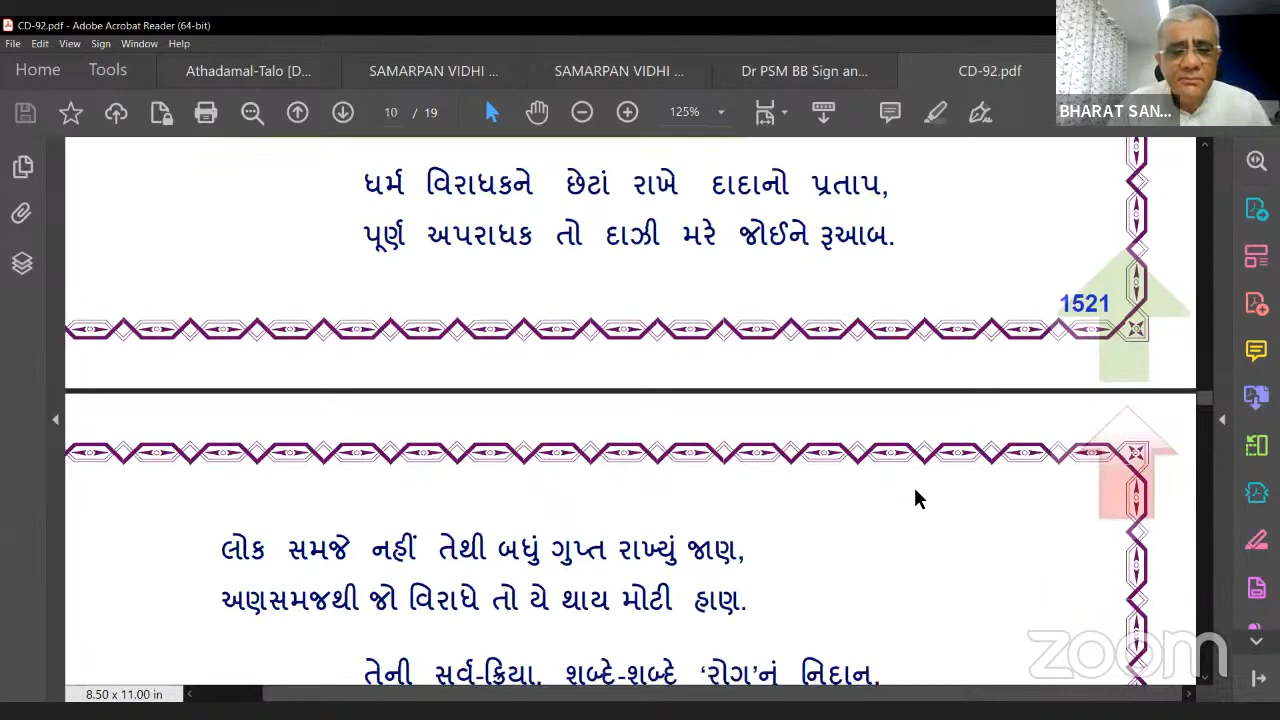 CD-92.pdf - Adobe Acrobat Reader (64-bit)
File Edit View Sign Window Help
Home Tools Athadamal-Talo [D... SAMARPAN VIDHI ... SAMARPAN VIDHI ... Dr PSM BB Sign an... CD-92.pdf
10 / 19 125%
BHARAT SAN...
ધર્મ વિરાધકને છેટાં રાખે દાદાનો પ્રતાપ,
પૂર્ણ અપરાધક તો દાઝી મરે જોઈને રૂઆબ.
1521
લોક સમજે નહીં તેથી બધું ગુપ્ત રાખ્યું જાણ,
અણસમજથી જો વિરાધે તો યે થાય મોટી હાણ.
તેની સર્વ-ક્રિયા, શબ્દે-શબ્દે ‘રોગ’નું નિદાન,
zoom
8.50 x 11.00 in